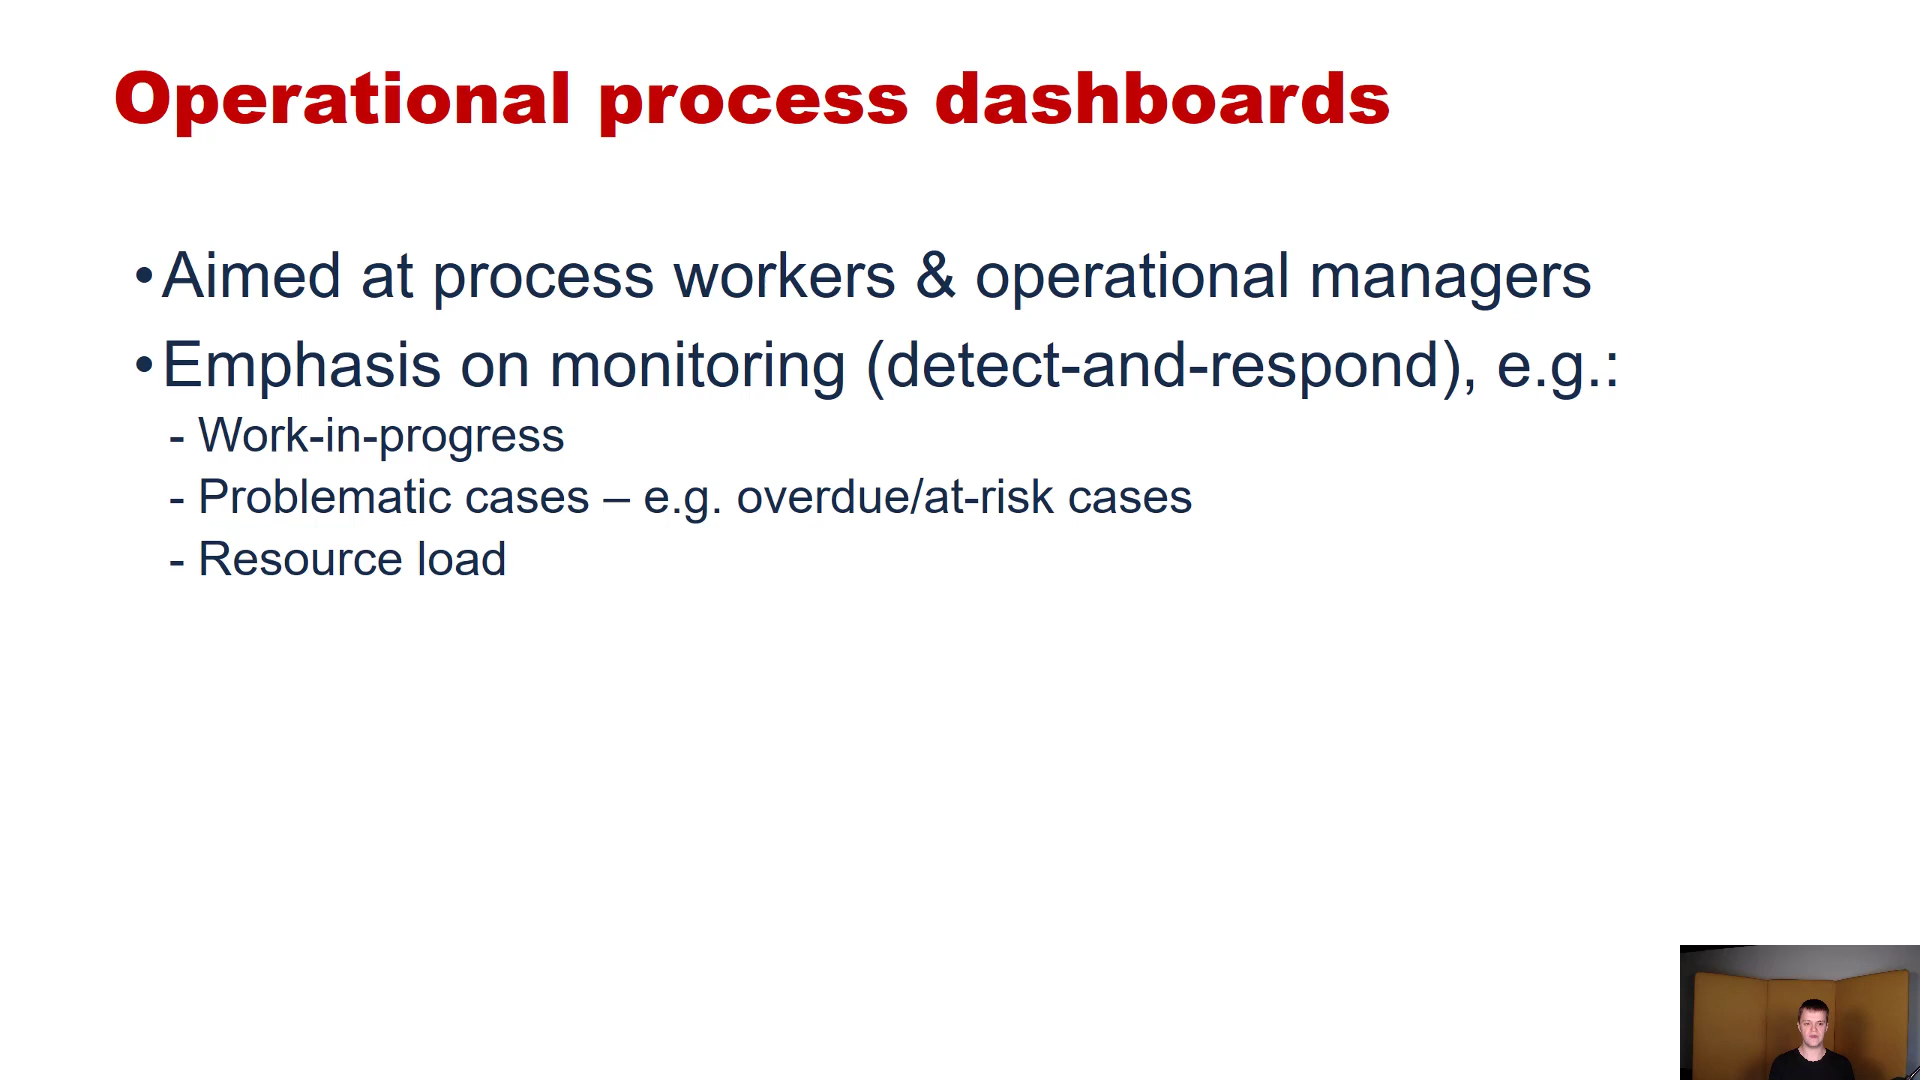 Operational process dashboards
•Aimed at process workers & operational managers
•Emphasis on monitoring (detect-and-respond), e.g.:
- Work-in-progress
- Problematic cases – e.g. overdue/at-risk cases
- Resource load